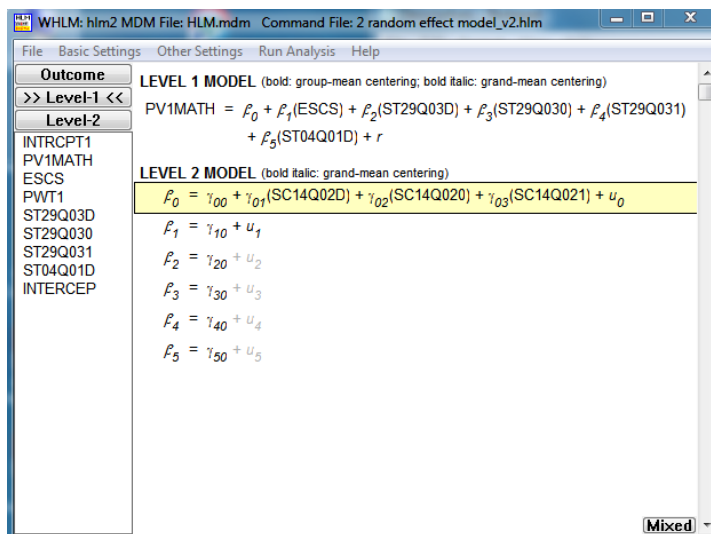 WHLM: hlm2 MDM File: HLM.mdm Command File: 2 random effect model_v2.hlm
File Basic Settings Other Settings Run Analysis Help
Outcome
>> Level-1 <<
Level-2
INTRCPT1
PV1MATH
ESCS
PWT1
ST29Q03D
ST29Q030
ST29Q031
ST04Q01D
INTERCEP
LEVEL 1 MODEL (bold: group-mean centering; bold italic: grand-mean centering)
PV1MATH = β0 + β1(ESCS) + β2(ST29Q03D) + β3(ST29Q030) + β4(ST29Q031)
+ β5(ST04Q01D) + r
LEVEL 2 MODEL (bold italic: grand-mean centering)
β0 = γ00 + γ01(SC14Q02D) + γ02(SC14Q020) + γ03(SC14Q021) + u0
β1 = γ10 + u1
β2 = γ20 + u2
β3 = γ30 + u3
β4 = γ40 + u4
β5 = γ50 + u5
Mixed